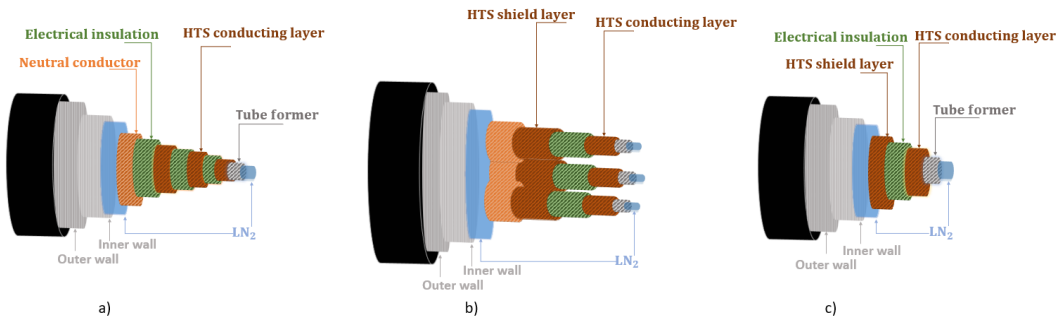 Electrical insulation
HTS conducting layer
Neutral conductor
Tube former
LN₂
Inner wall
Outer wall
a)
HTS shield layer
HTS conducting layer
LN₂
Inner wall
Outer wall
b)
Electrical insulation
HTS conducting layer
HTS shield layer
Tube former
LN₂
Inner wall
Outer wall
c)